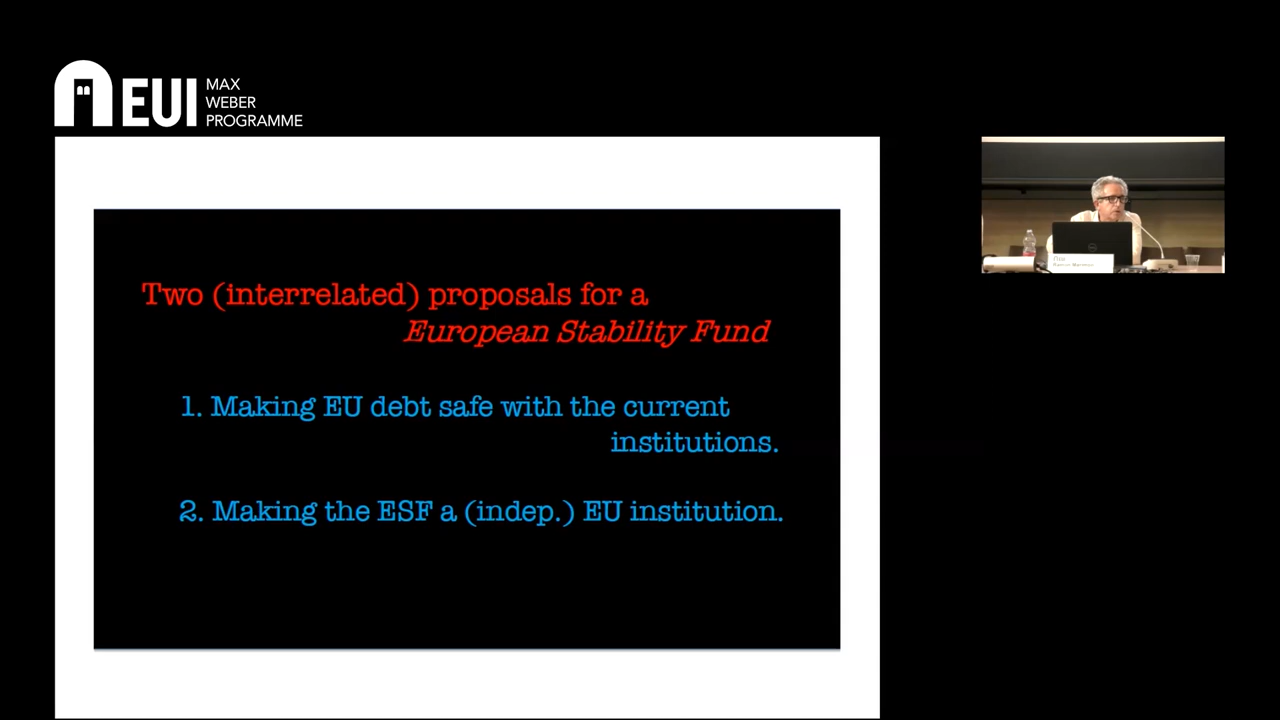 EUI
MAX
WEBER
PROGRAMME
Two (interrelated) proposals for a
European Stability Fund
1. Making EU debt safe with the current
institutions.
2. Making the ESF a (indep.) EU institution.